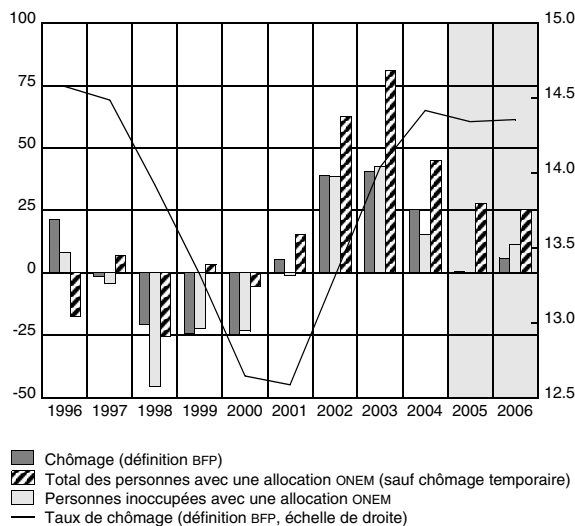 100
75
50
25
0
-25
-50
15.0
14.5
14.0
13.5
13.0
12.5
1996 1997 1998 1999 2000 2001 2002 2003 2004 2005 2006
Chômage (définition BFP)
Total des personnes avec une allocation ONEM (sauf chômage temporaire)
Personnes inoccupées avec une allocation ONEM
Taux de chômage (définition BFP, échelle de droite)